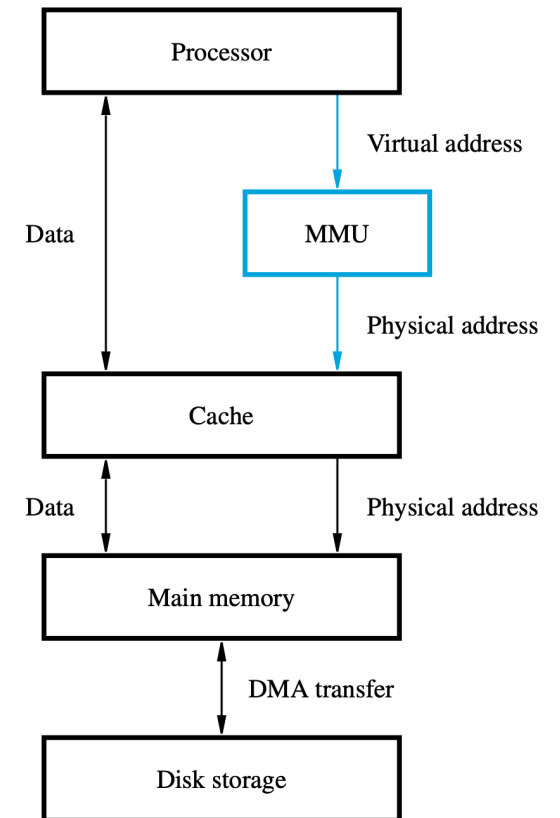 Processor
Virtual address
Data
MMU
Physical address
Cache
Data
Physical address
Main memory
DMA transfer
Disk storage